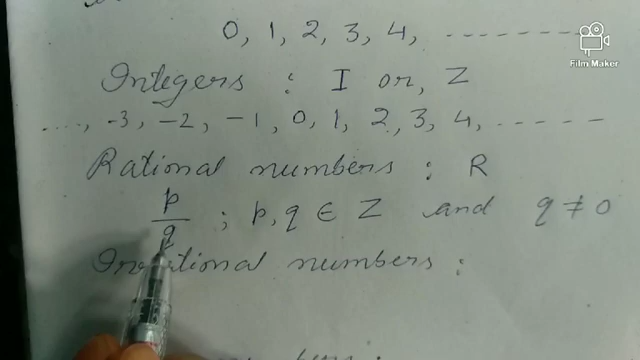 0, 1, 2, 3, 4, ---------
Film Maker
Integers : I or, Z
..., -3, -2, -1, 0, 1, 2, 3, 4, ------
Rational numbers : R
p/q ; p, q ∈ Z and q ≠ 0
Irrational numbers :